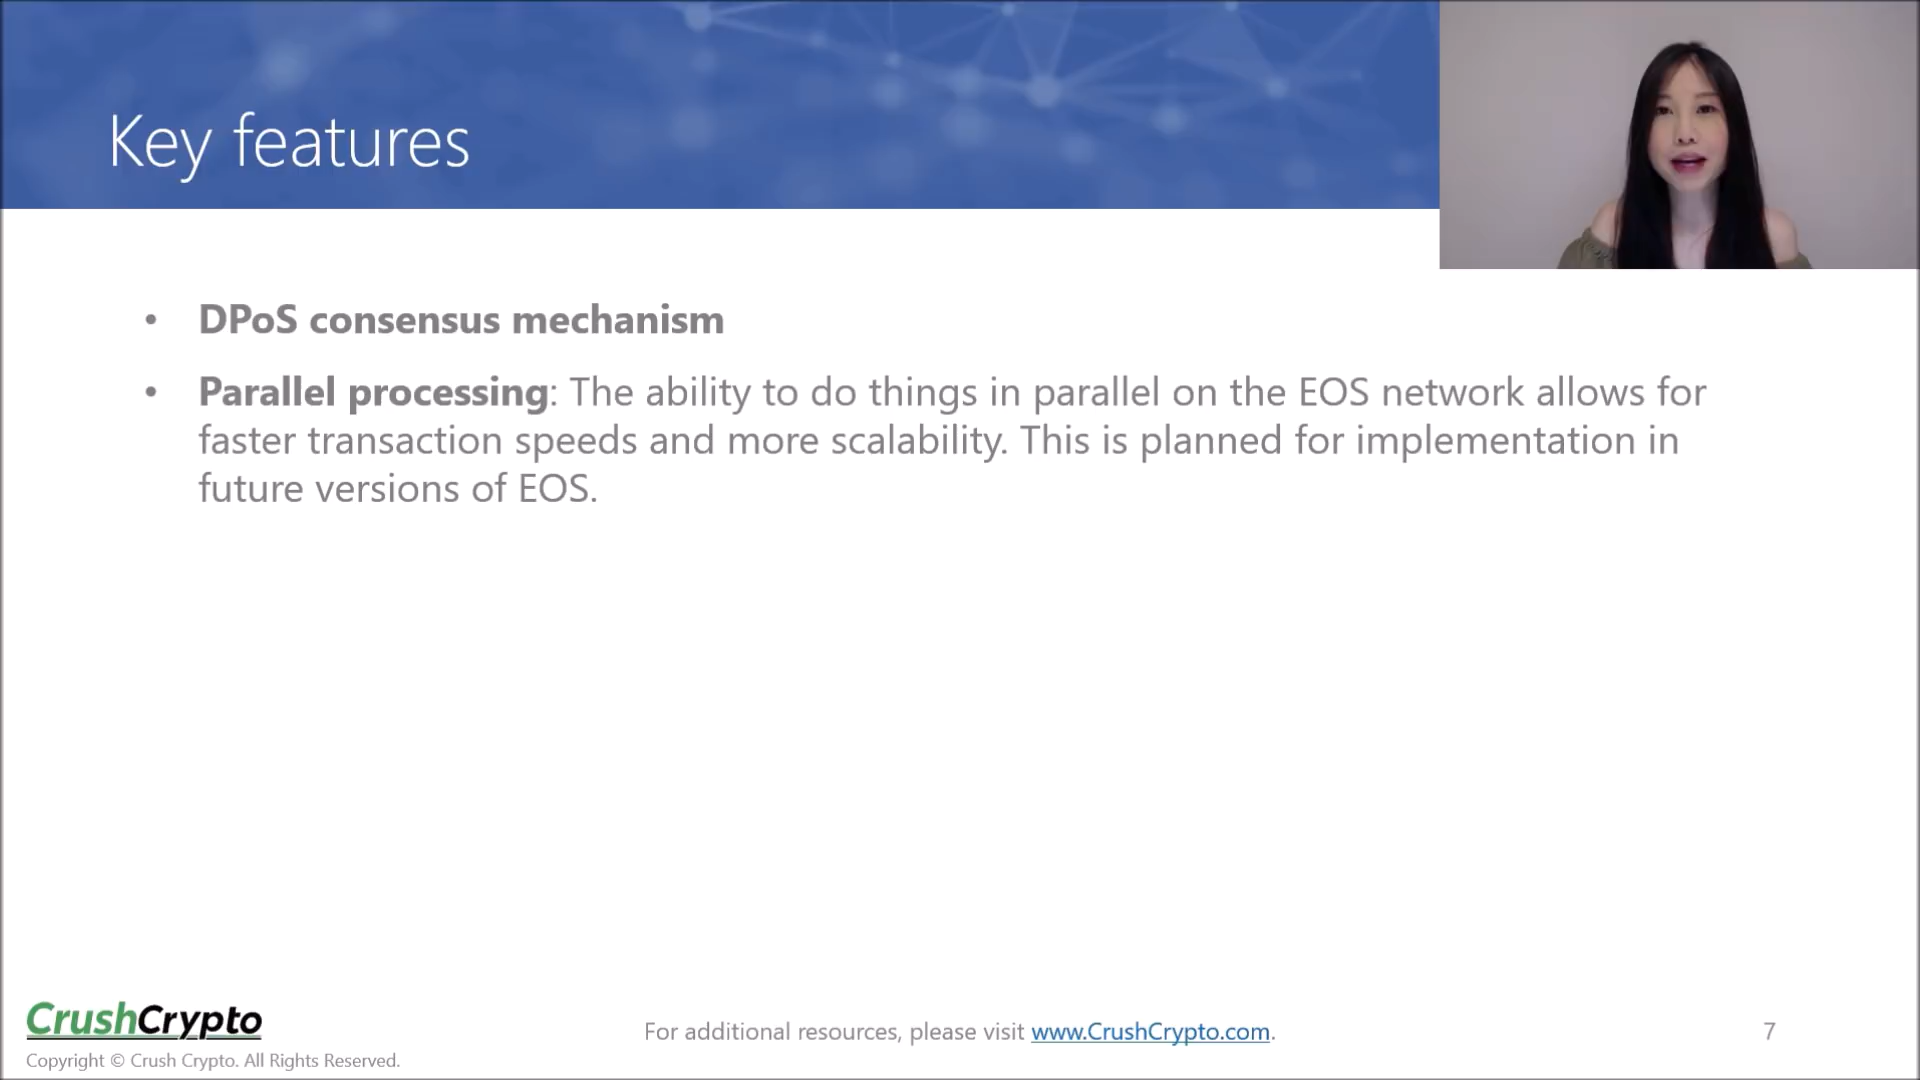 Key features
• DPoS consensus mechanism
• Parallel processing: The ability to do things in parallel on the EOS network allows for
faster transaction speeds and more scalability. This is planned for implementation in
future versions of EOS.
CrushCrypto
Copyright © Crush Crypto. All Rights Reserved.
For additional resources, please visit www.CrushCrypto.com.
7